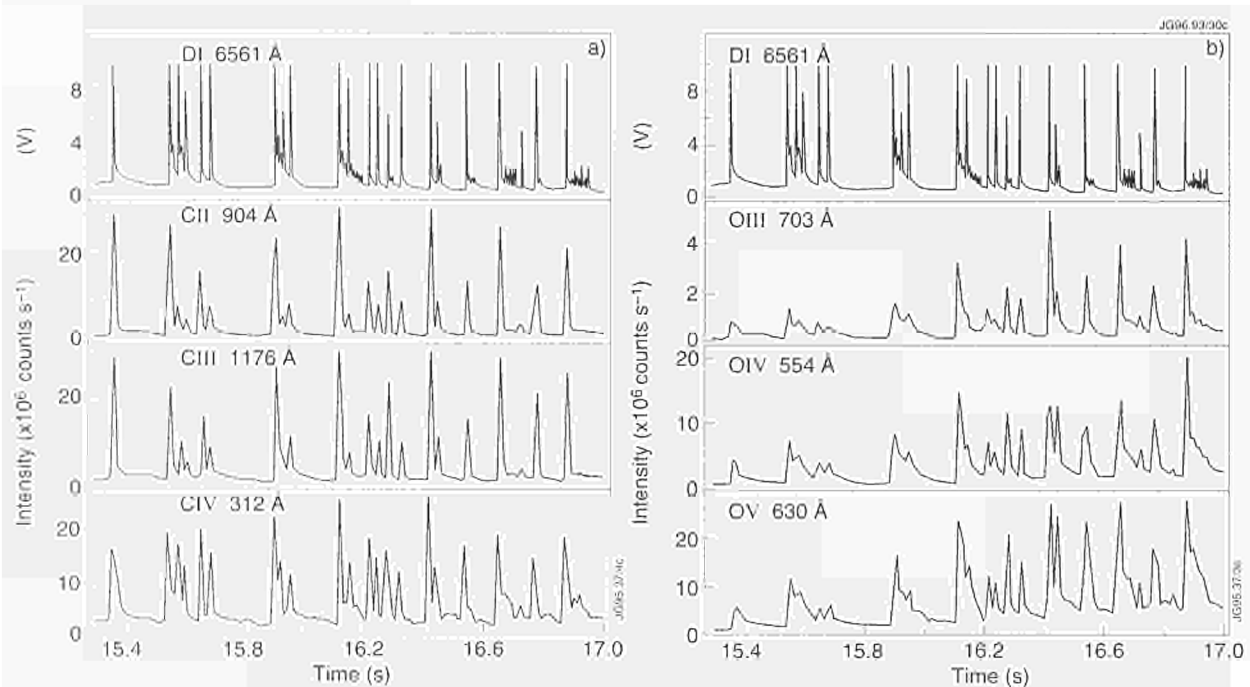 JG96.93/30c
a)
DI 6561 Å
8
4
0
(V)
CII 904 Å
20
0
CIII 1176 Å
20
0
CIV 312 Å
20
10
0
Intensity (x10⁶ counts s⁻¹)
15.4 15.8 16.2 16.6 17.0
Time (s)
b)
DI 6561 Å
8
4
0
(V)
OIII 703 Å
4
2
0
OIV 554 Å
20
10
0
OV 630 Å
20
10
0
Intensity (x10⁶ counts s⁻¹)
15.4 15.8 16.2 16.6 17.0
Time (s)